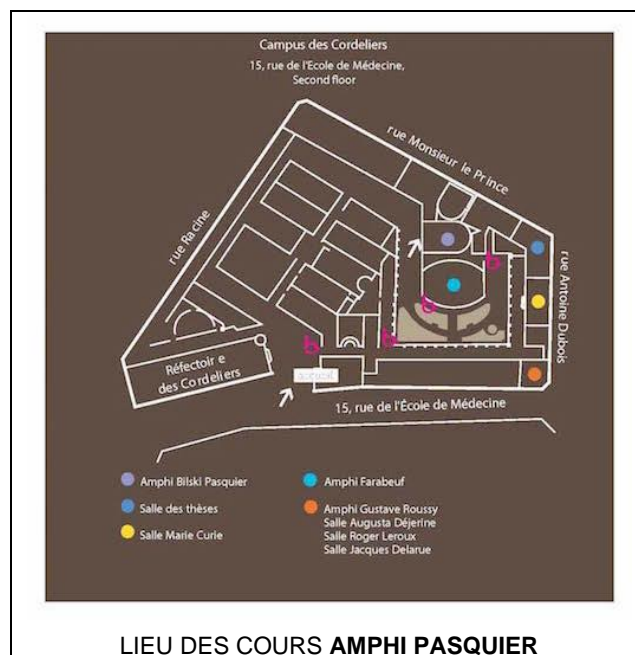 Campus des Cordeliers
15, rue de l'Ecole de Médecine,
Second floor
rue Monsieur le Prince
rue Racine
rue Antoine Dubois
Réfectoir e
des Cordeliers
accueil
15, rue de l'École de Médecine
Amphi Bilski Pasquier
Salle des thèses
Salle Marie Curie
Amphi Farabeuf
Amphi Gustave Roussy
Salle Augusta Déjerine
Salle Roger Leroux
Salle Jacques Delarue
LIEU DES COURS AMPHI PASQUIER